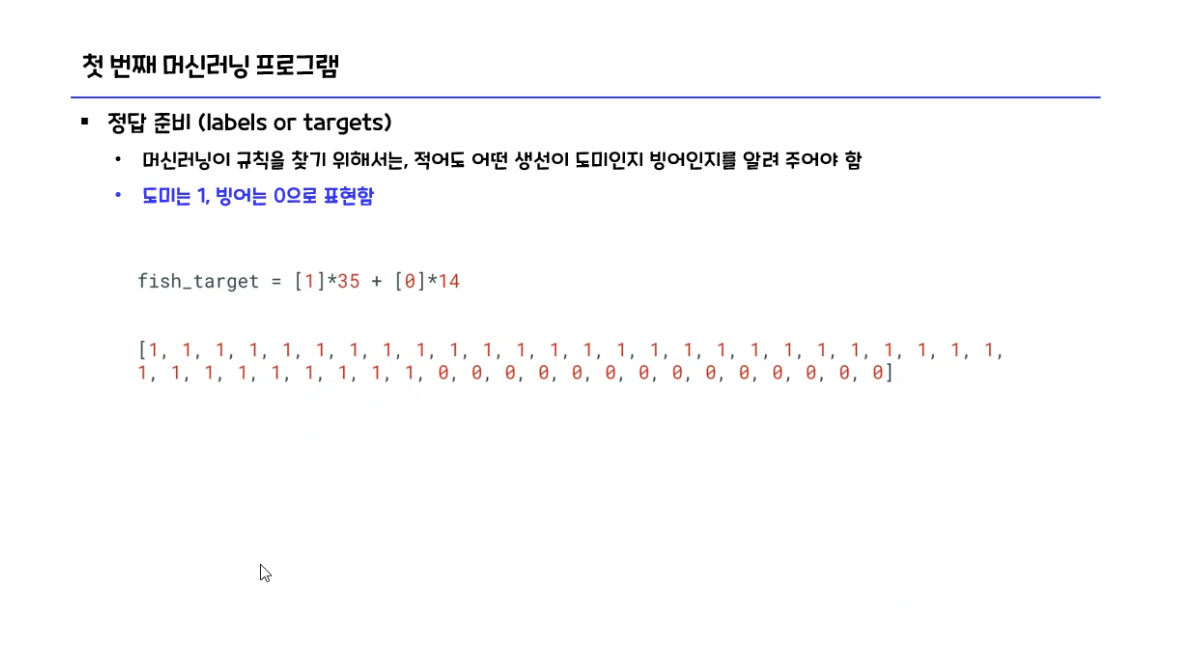 첫 번째 머신러닝 프로그램
▪ 정답 준비 (labels or targets)
• 머신러닝이 규칙을 찾기 위해서는, 적어도 어떤 생선이 도미인지 빙어인지를 알려 주어야 함
• 도미는 1, 빙어는 0으로 표현함
fish_target = [1]*35 + [0]*14
[1, 1, 1, 1, 1, 1, 1, 1, 1, 1, 1, 1, 1, 1, 1, 1, 1, 1, 1, 1, 1, 1, 1, 1, 1, 1,
1, 1, 1, 1, 1, 1, 1, 1, 1, 0, 0, 0, 0, 0, 0, 0, 0, 0, 0, 0, 0, 0, 0]